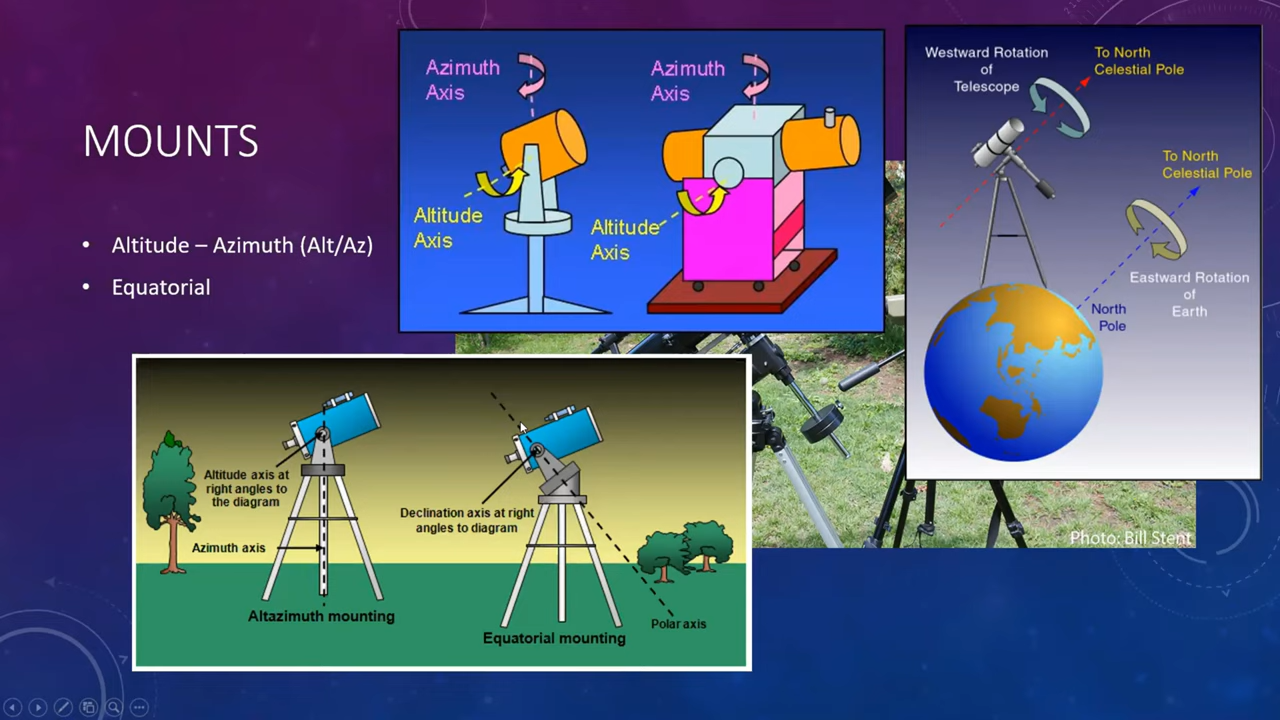 MOUNTS
• Altitude – Azimuth (Alt/Az)
• Equatorial
Azimuth
Axis
Altitude
Axis
Azimuth
Axis
Altitude
Axis
Westward Rotation
of
Telescope
To North
Celestial Pole
To North
Celestial Pole
Eastward Rotation
of
Earth
North
Pole
Altitude axis at
right angles to
the diagram
Azimuth axis
Altazimuth mounting
Declination axis at right
angles to diagram
Equatorial mounting
Polar axis
Photo: Bill Stent